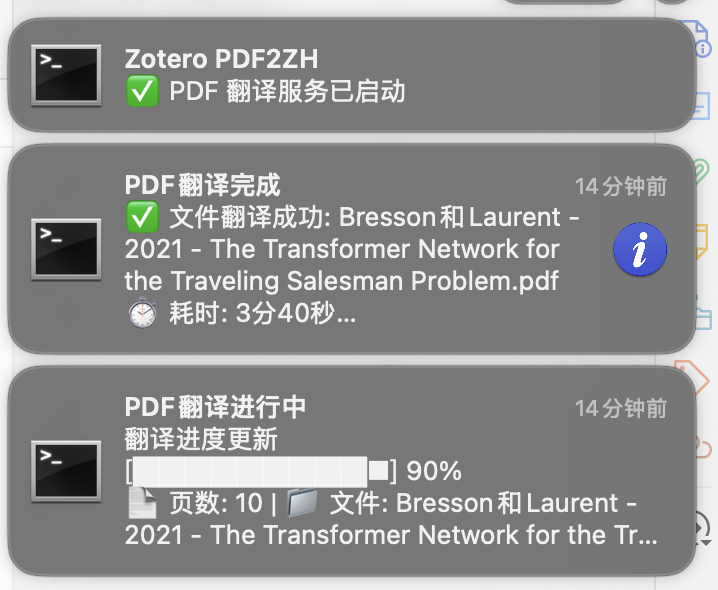 Zotero PDF2ZH
✅ PDF 翻译服务已启动
PDF翻译完成
14分钟前
✅ 文件翻译成功: Bresson和Laurent -
2021 - The Transformer Network for
the Traveling Salesman Problem.pdf
⏱️ 耗时: 3分40秒...
PDF翻译进行中
14分钟前
翻译进度更新
[██████████■] 90%
📄 页数: 10 | 📁 文件: Bresson和Laurent -
2021 - The Transformer Network for the Tr...